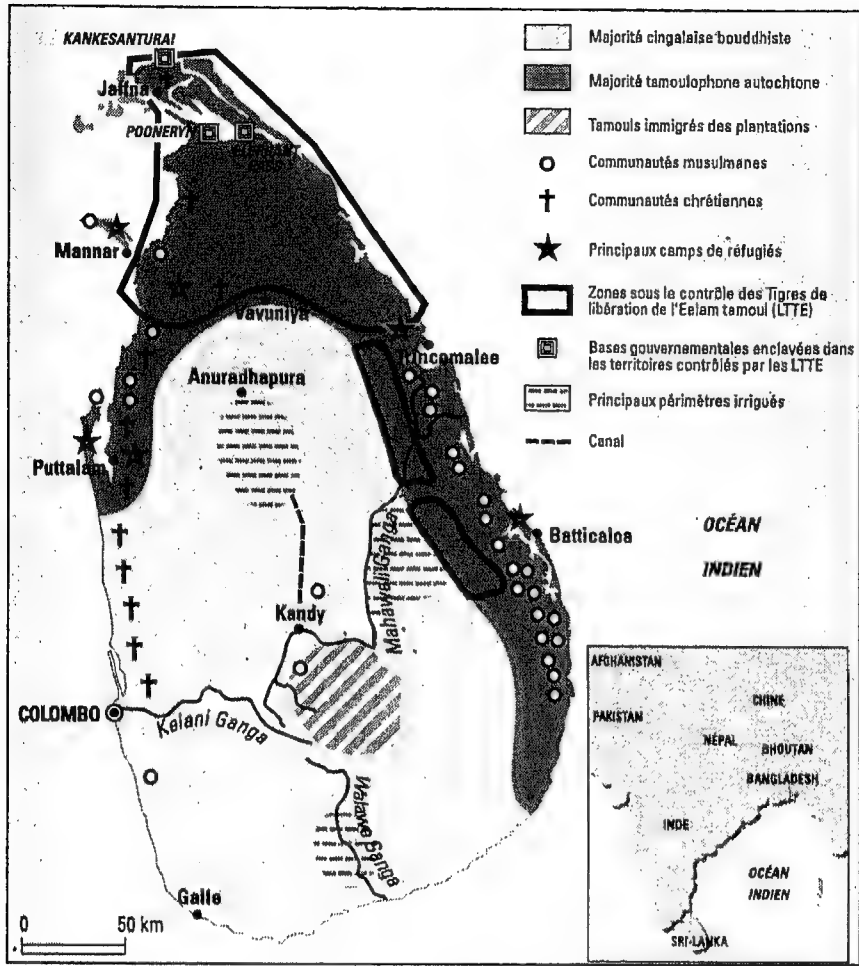 KANKESANTURAI
Jaffna
POONERYN
ELEPHANT
PASS
Mannar
Vavuniya
Trincomalee
Anuradhapura
Puttalam
Batticaloa
Mahawali Ganga
Kandy
COLOMBO
Kelani Ganga
Walawe Ganga
Galle
0 50 km
Majorité cingalaise bouddhiste
Majorité tamoulophone autochtone
Tamouls immigrés des plantations
Communautés musulmanes
Communautés chrétiennes
Principaux camps de réfugiés
Zones sous le contrôle des Tigres de
libération de l'Eelam tamoul (LTTE)
Bases gouvernementales enclavées dans
les territoires contrôlés par les LTTE
Principaux périmètres irrigués
Canal
OCÉAN
INDIEN
AFGHANISTAN
CHINE
PAKISTAN
NÉPAL
BHOUTAN
BANGLADESH
INDE
OCÉAN
INDIEN
SRI-LANKA